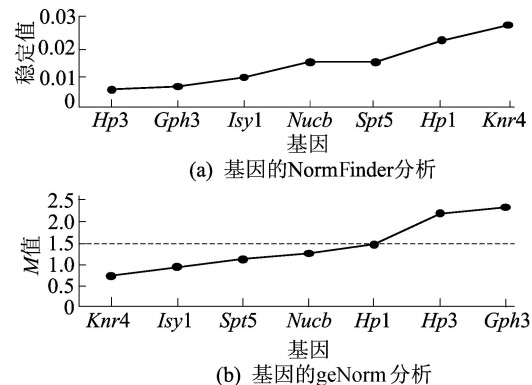 0.03
0.02
0.01
0
稳定值
Hp3 Gph3 Isy1 Nucb Spt5 Hp1 Knr4
基因
(a) 基因的NormFinder分析
2.5
2.0
1.5
1.0
0.5
0
M值
Knr4 Isy1 Spt5 Nucb Hp1 Hp3 Gph3
基因
(b) 基因的geNorm分析